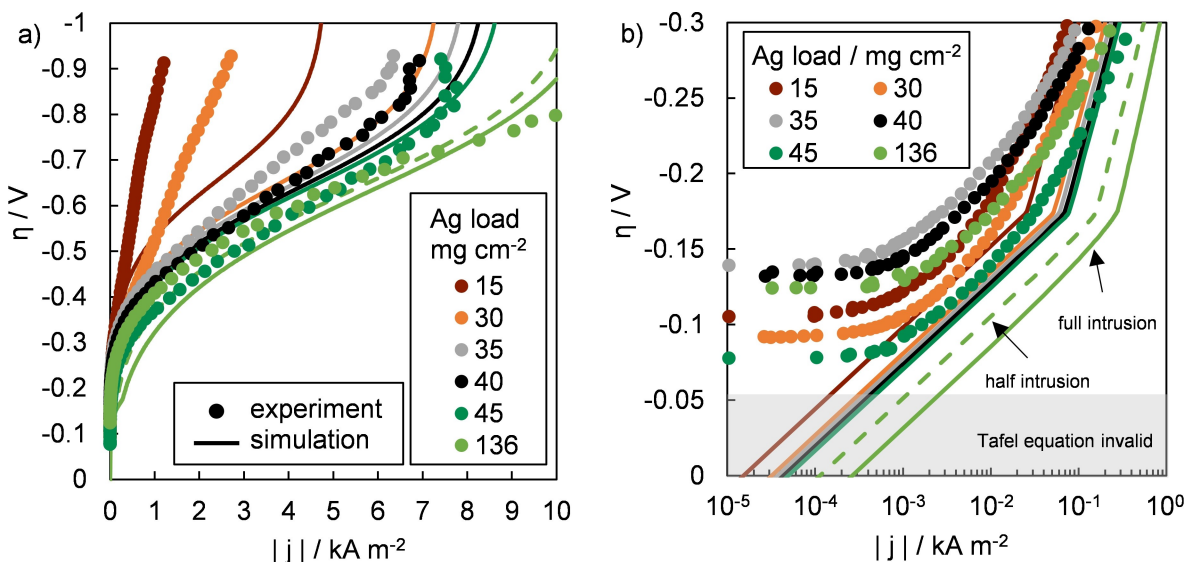 a)
-1
-0.9
-0.8
-0.7
-0.6
-0.5
-0.4
-0.3
-0.2
-0.1
0
η / V
0 1 2 3 4 5 6 7 8 9 10
| j | / kA m⁻²
experiment
simulation
Ag load
mg cm⁻²
15
30
35
40
45
136
b)
-0.3
-0.25
-0.2
-0.15
-0.1
-0.05
0
η / V
Ag load / mg cm⁻²
15 30
35 40
45 136
full intrusion
half intrusion
Tafel equation invalid
10⁻⁵ 10⁻⁴ 10⁻³ 10⁻² 10⁻¹ 10⁰
| j | / kA m⁻²